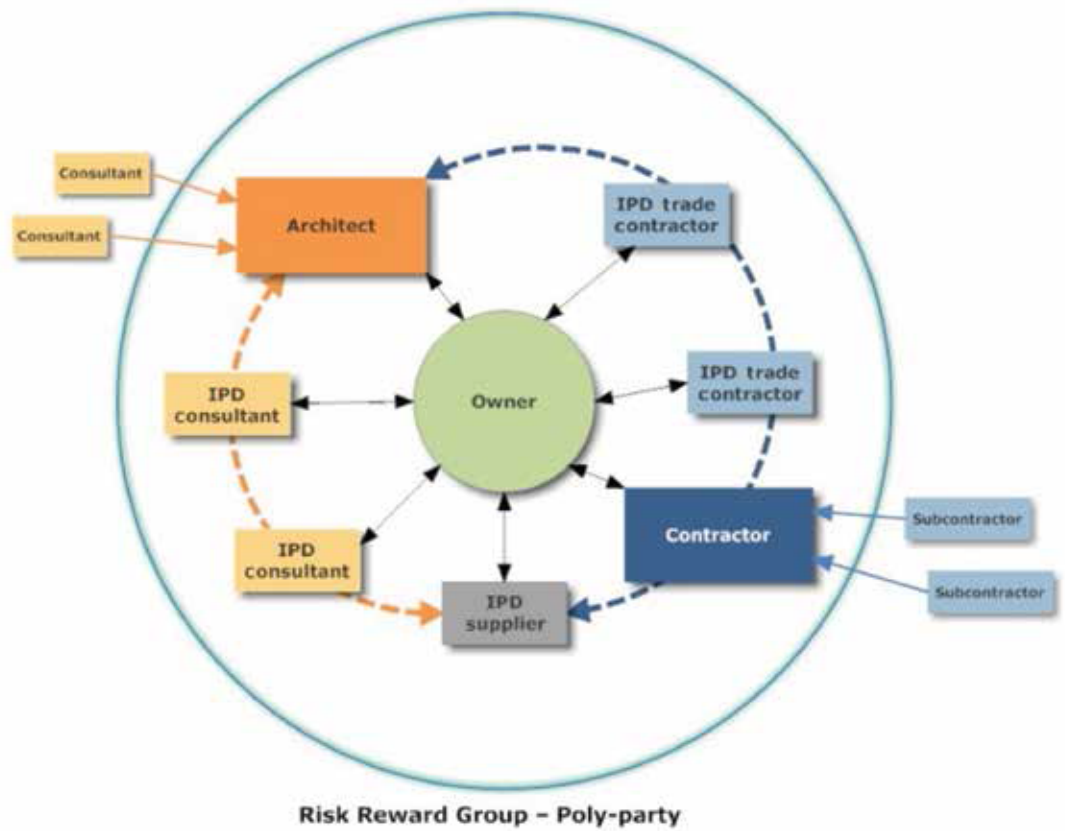 Consultant
Consultant
Architect
IPD trade
contractor
IPD trade
contractor
Owner
IPD
consultant
IPD
consultant
IPD
supplier
Contractor
Subcontractor
Subcontractor
Risk Reward Group – Poly-party